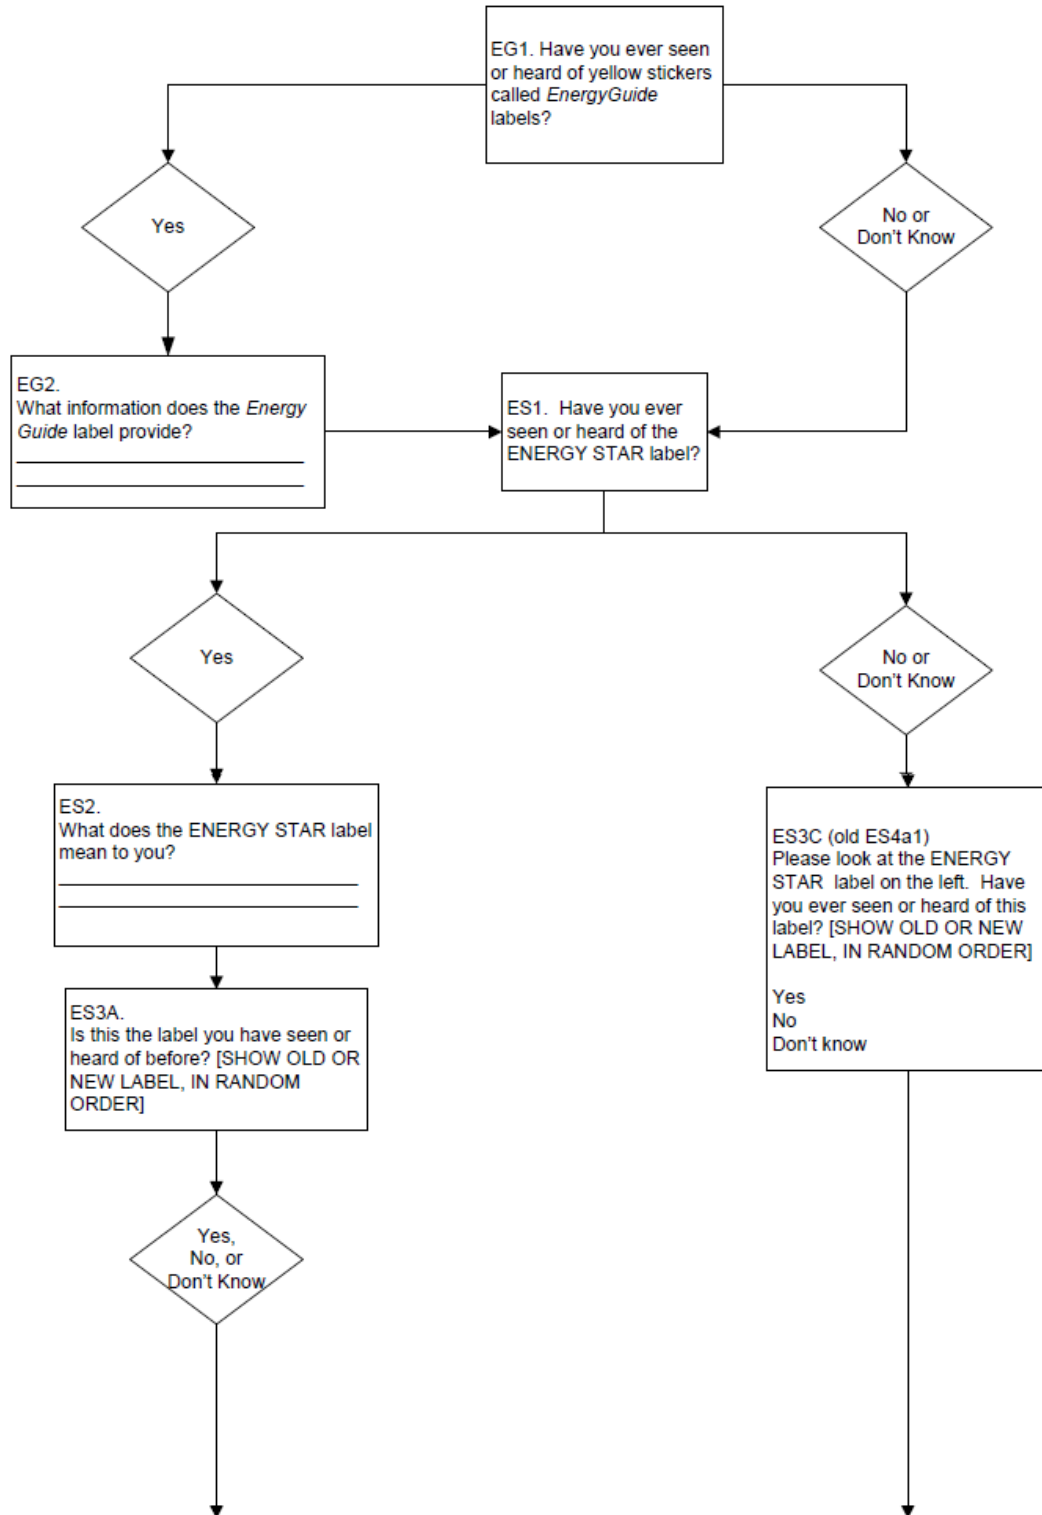 EG1. Have you ever seen
or heard of yellow stickers
called EnergyGuide
labels?
Yes
No or
Don't Know
EG2.
What information does the Energy
Guide label provide?
ES1.  Have you ever
seen or heard of the
ENERGY STAR label?
Yes
No or
Don't Know
ES2.
What does the ENERGY STAR label
mean to you?
ES3C (old ES4a1)
Please look at the ENERGY
STAR  label on the left.  Have
you ever seen or heard of this
label? [SHOW OLD OR NEW
LABEL, IN RANDOM ORDER]
Yes
No
Don't know
ES3A.
Is this the label you have seen or
heard of before? [SHOW OLD OR
NEW LABEL, IN RANDOM
ORDER]
Yes,
No, or
Don't Know